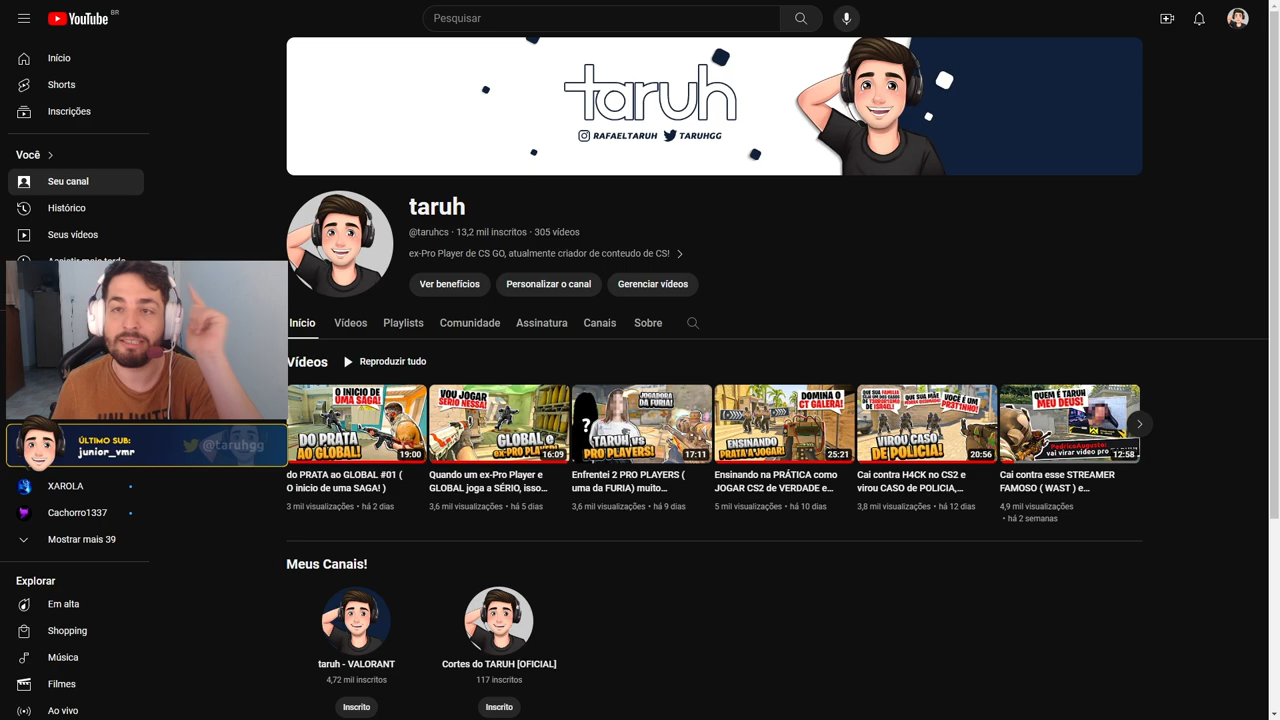 YouTube BR
Pesquisar
Início
Shorts
Inscrições
Você
Seu canal
Histórico
Seus vídeos
Assistir mais tarde
ÚLTIMO SUB:
junior_vmr
@taruhgg
XAROLA
Cachorro1337
Mostrar mais 39
Explorar
Em alta
Shopping
Música
Filmes
Ao vivo
taruh
RAFAELTARUH TARUHGG
taruh
@taruhcs · 13,2 mil inscritos · 305 vídeos
ex-Pro Player de CS GO, atualmente criador de conteudo de CS!
Ver benefícios
Personalizar o canal
Gerenciar vídeos
Início
Vídeos
Playlists
Comunidade
Assinatura
Canais
Sobre
Vídeos
Reproduzir tudo
O INICIO DE
UMA SAGA!
DO PRATA
AO GLOBAL!
19:00
do PRATA ao GLOBAL #01 (
O inicio de uma SAGA! )
3 mil visualizações · há 2 dias
VOU JOGAR
SERIO NESSA!
GLOBAL e
EX-PRO PLAYER!
16:09
Quando um ex-Pro Player e
GLOBAL joga a SÉRIO, isso...
3,6 mil visualizações · há 5 dias
JOGADORA
DA FURIA!
?
TARUH vs
PRO PLAYERS!
17:11
Enfrentei 2 PRO PLAYERS (
uma da FURIA) muito...
3,6 mil visualizações · há 9 dias
DOMINA O
CT GALERA!
ENSINANDO
PRATA A JOGAR!
25:21
Ensinando na PRÁTICA como
JOGAR CS2 de VERDADE e...
5 mil visualizações · há 10 dias
VIROU CASO
DE POLICIA!
20:56
Cai contra H4CK no CS2 e
virou CASO de POLICIA,...
3,8 mil visualizações · há 12 dias
QUEM É TARUH
MEU DEUS!
PedricoAugusto:
vai virar video pro
12:58
Cai contra esse STREAMER
FAMOSO ( WAST ) e...
4,9 mil visualizações
· há 2 semanas
Meus Canais!
taruh - VALORANT
4,72 mil inscritos
Inscrito
Cortes do TARUH [OFICIAL]
117 inscritos
Inscrito